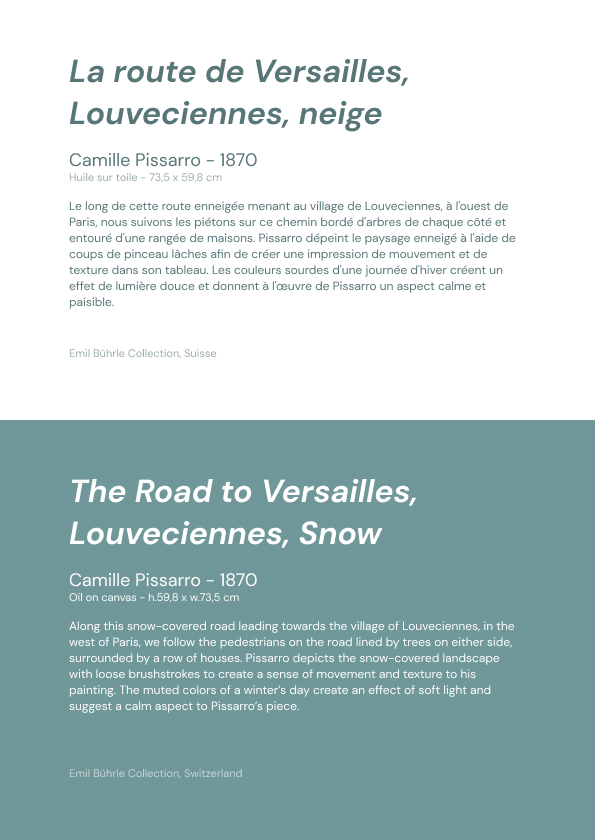 La route de Versailles,
Louveciennes, neige
Camille Pissarro - 1870
Huile sur toile - 73,5 x 59,8 cm
Le long de cette route enneigée menant au village de Louveciennes, à l'ouest de
Paris, nous suivons les piétons sur ce chemin bordé d'arbres de chaque côté et
entouré d'une rangée de maisons. Pissarro dépeint le paysage enneigé à l'aide de
coups de pinceau lâches afin de créer une impression de mouvement et de
texture dans son tableau. Les couleurs sourdes d'une journée d'hiver créent un
effet de lumière douce et donnent à l'œuvre de Pissarro un aspect calme et
paisible.
Emil Bührle Collection, Suisse
The Road to Versailles,
Louveciennes, Snow
Camille Pissarro - 1870
Oil on canvas - h.59,8 x w.73,5 cm
Along this snow-covered road leading towards the village of Louveciennes, in the
west of Paris, we follow the pedestrians on the road lined by trees on either side,
surrounded by a row of houses. Pissarro depicts the snow-covered landscape
with loose brushstrokes to create a sense of movement and texture to his
painting. The muted colors of a winter’s day create an effect of soft light and
suggest a calm aspect to Pissarro’s piece.
Emil Bührle Collection, Switzerland